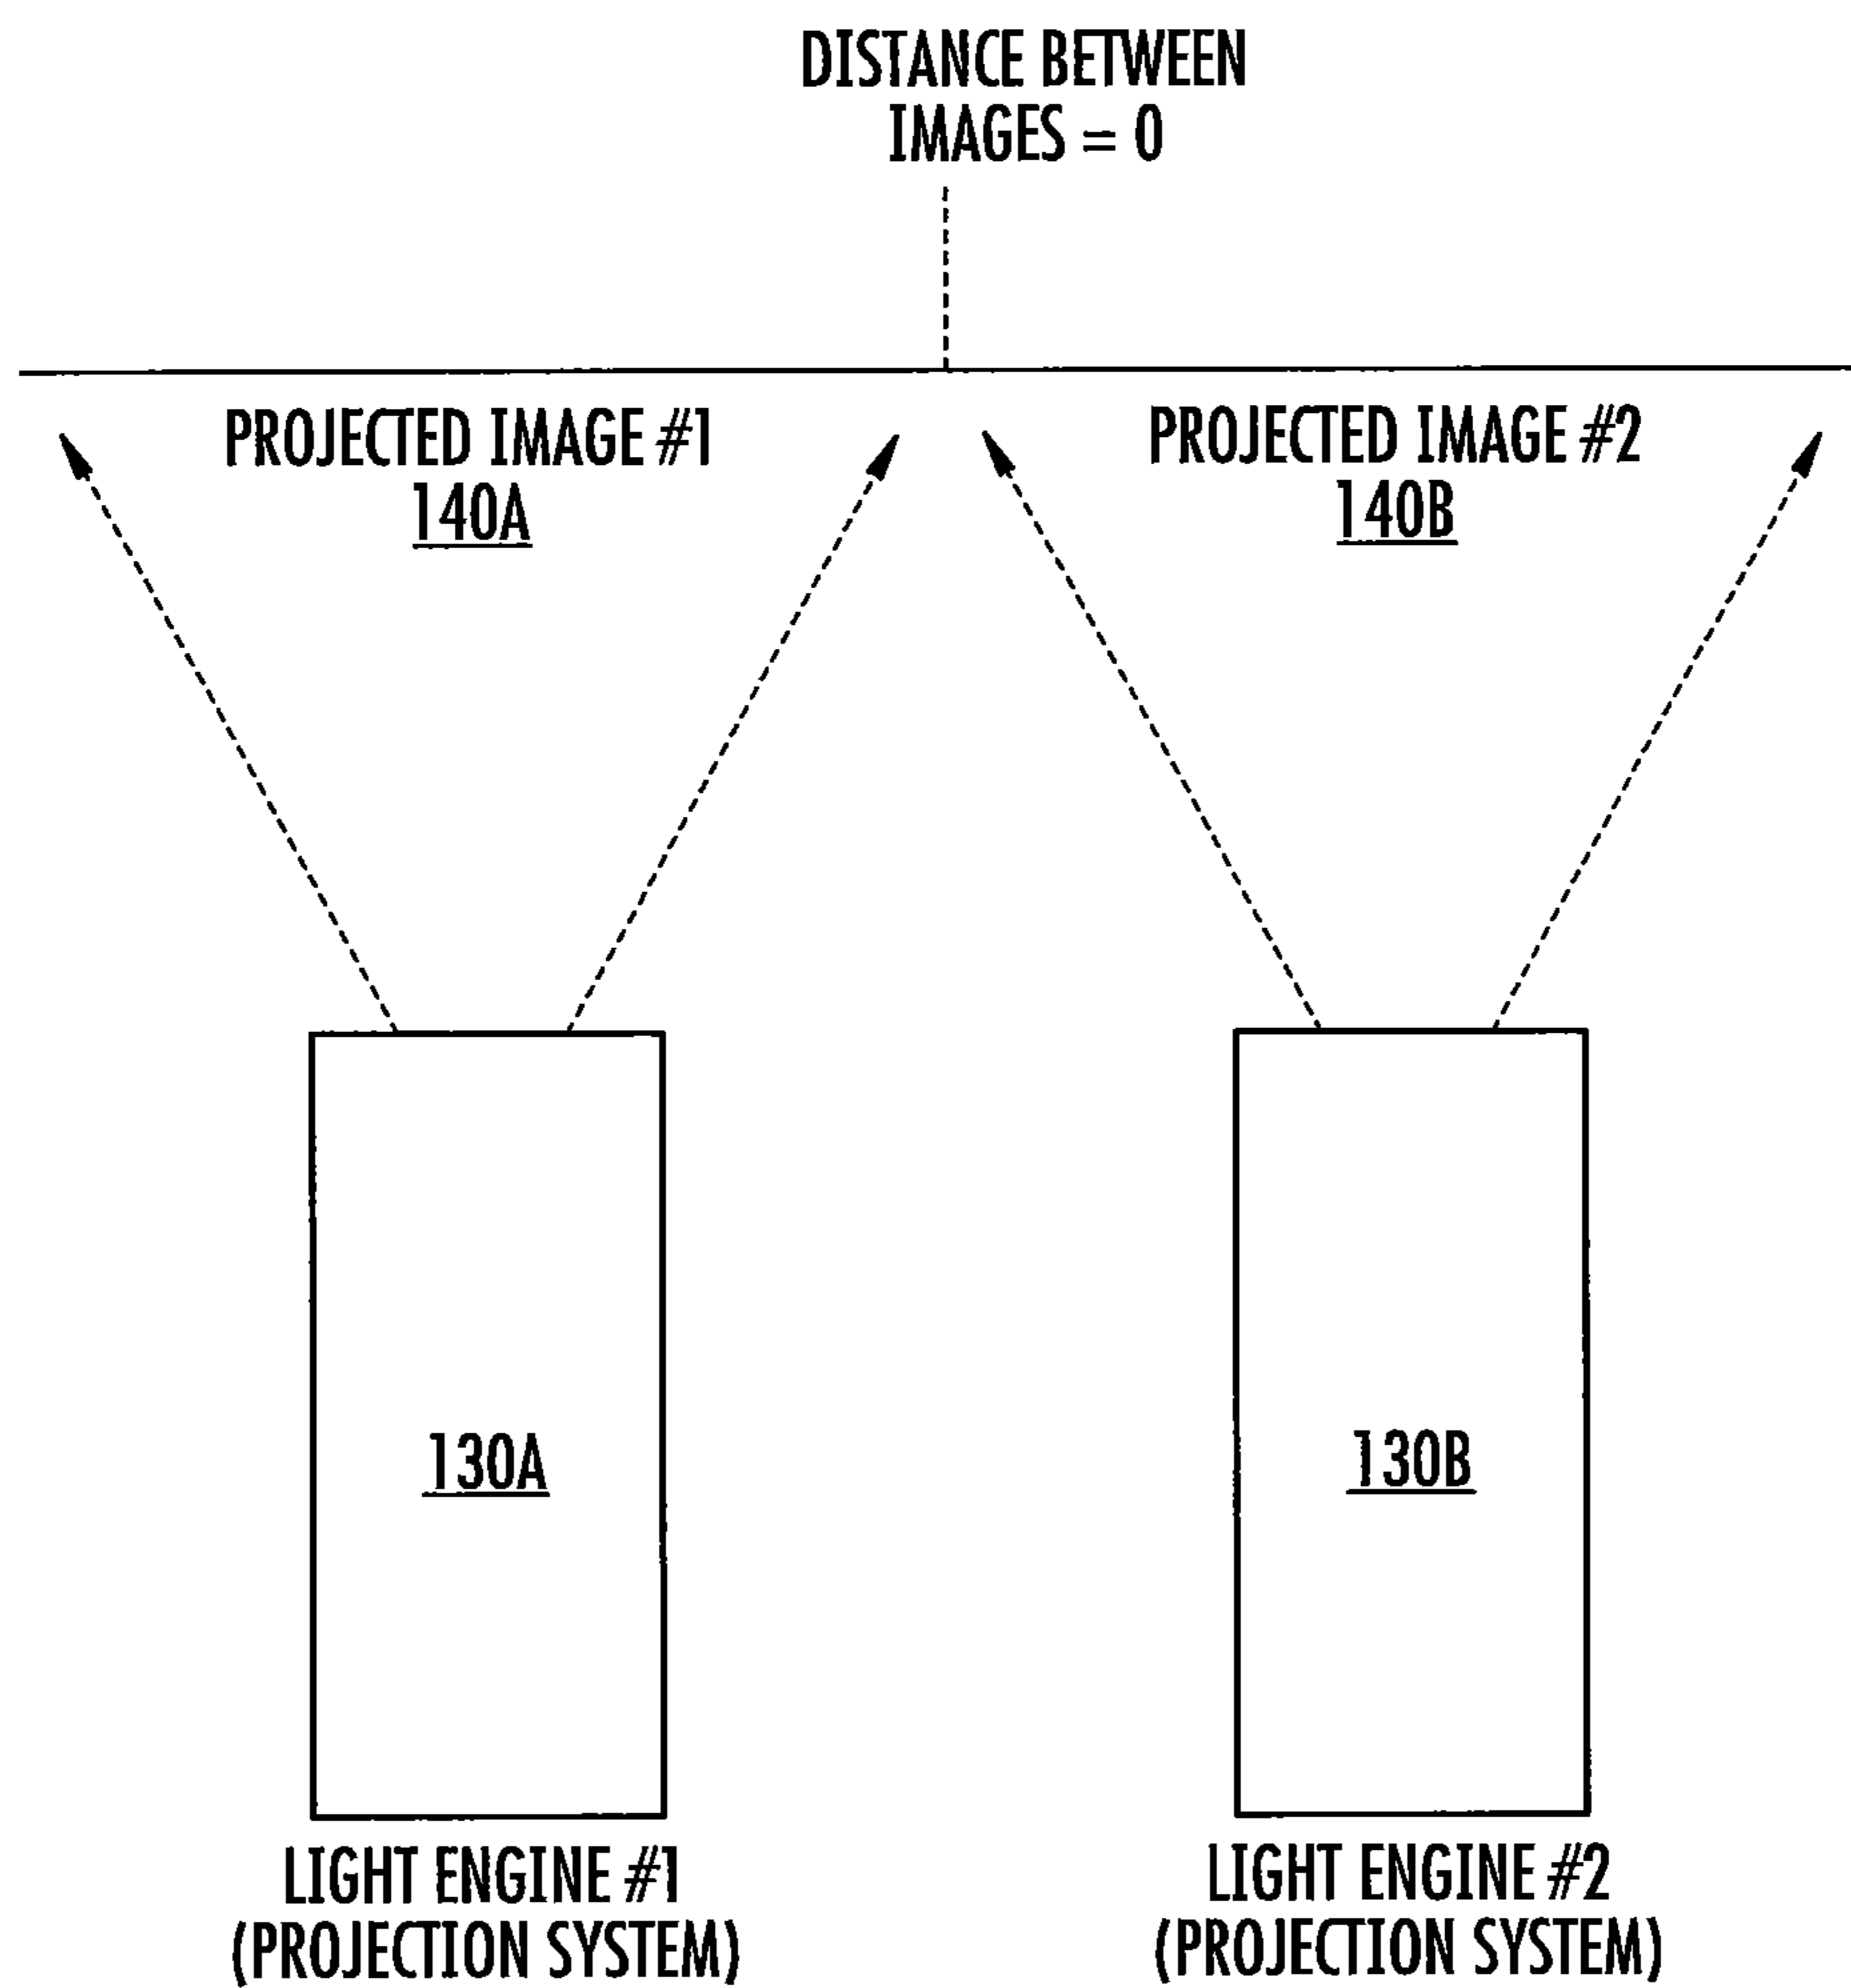 DISTANCE BETWEEN
IMAGES = 0
PROJECTED IMAGE #1
140A
PROJECTED IMAGE #2
140B
130A
130B
LIGHT ENGINE #1
(PROJECTION SYSTEM)
LIGHT ENGINE #2
(PROJECTION SYSTEM)